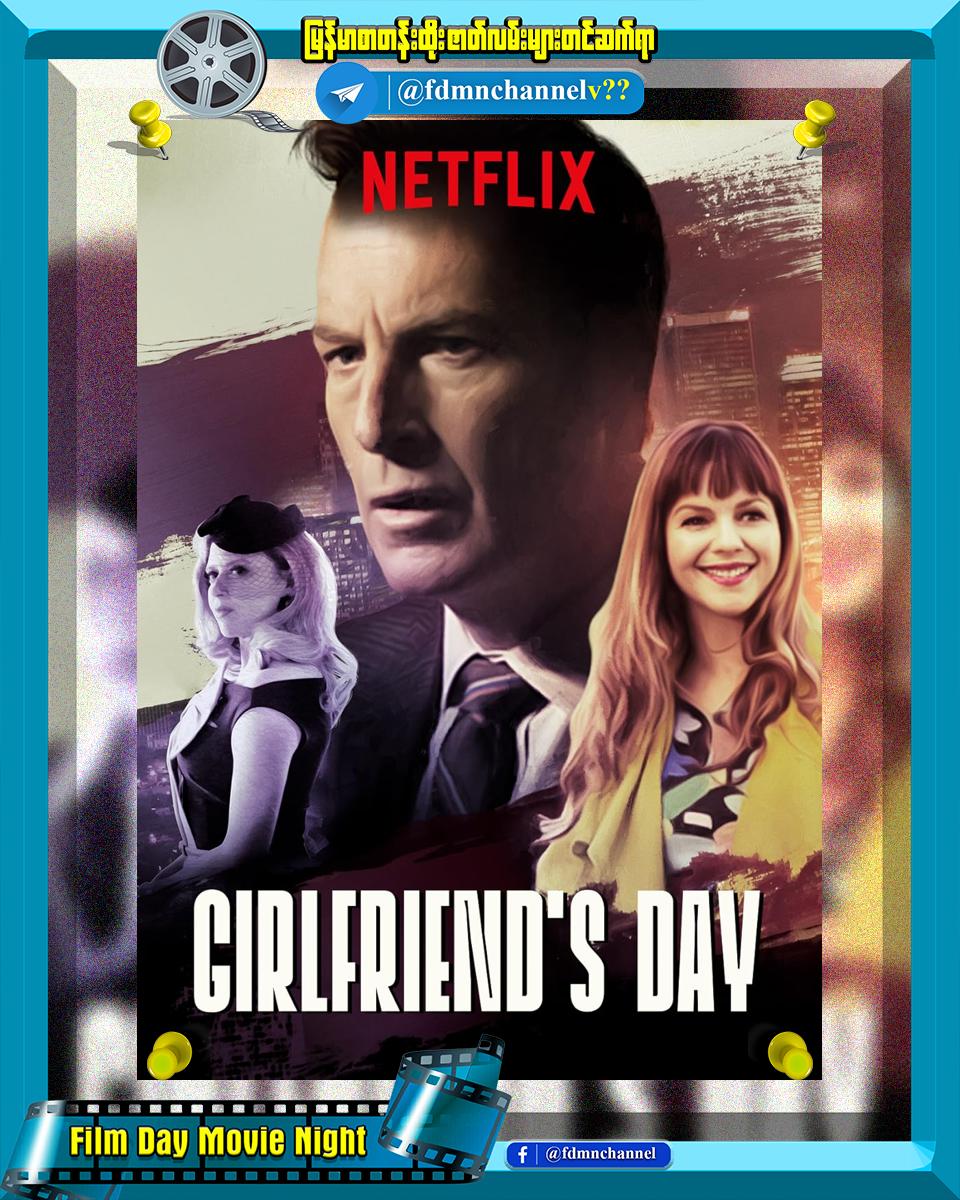 မြန်မာစာတန်းထိုးဇာတ်လမ်းများတင်ဆက်ရာ
@fdmnchannelv??
NETFLIX
GIRLFRIEND'S DAY
Film Day Movie Night
f @fdmnchannel